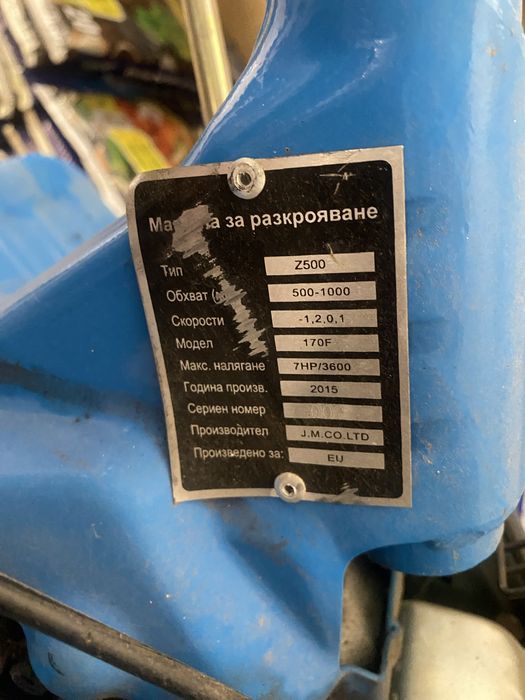 за разкрояване
Тип Z500
Обхват 500-1000
Скорости -1,2,0,1
Модел 170F
Макс. налягане 7HP/3600
Година произв. 2015
Сериен номер
Производител J.M.CO.LTD
Произведено за: EU